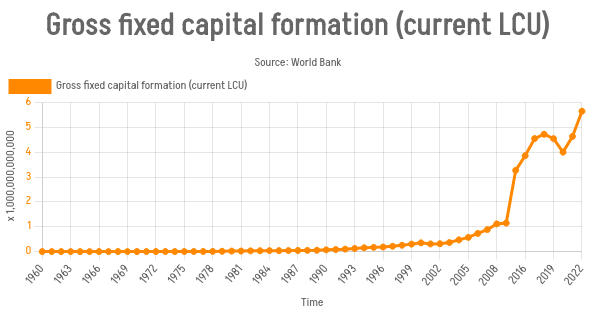 Gross fixed capital formation (current LCU)
Source: World Bank
Gross fixed capital formation (current LCU)
6
5
4
3
2
1
0
x 1,000,000,000,000
1960 1963 1966 1969 1972 1975 1978 1981 1984 1987 1990 1993 1996 1999 2002 2005 2008 2016 2019 2022
Time